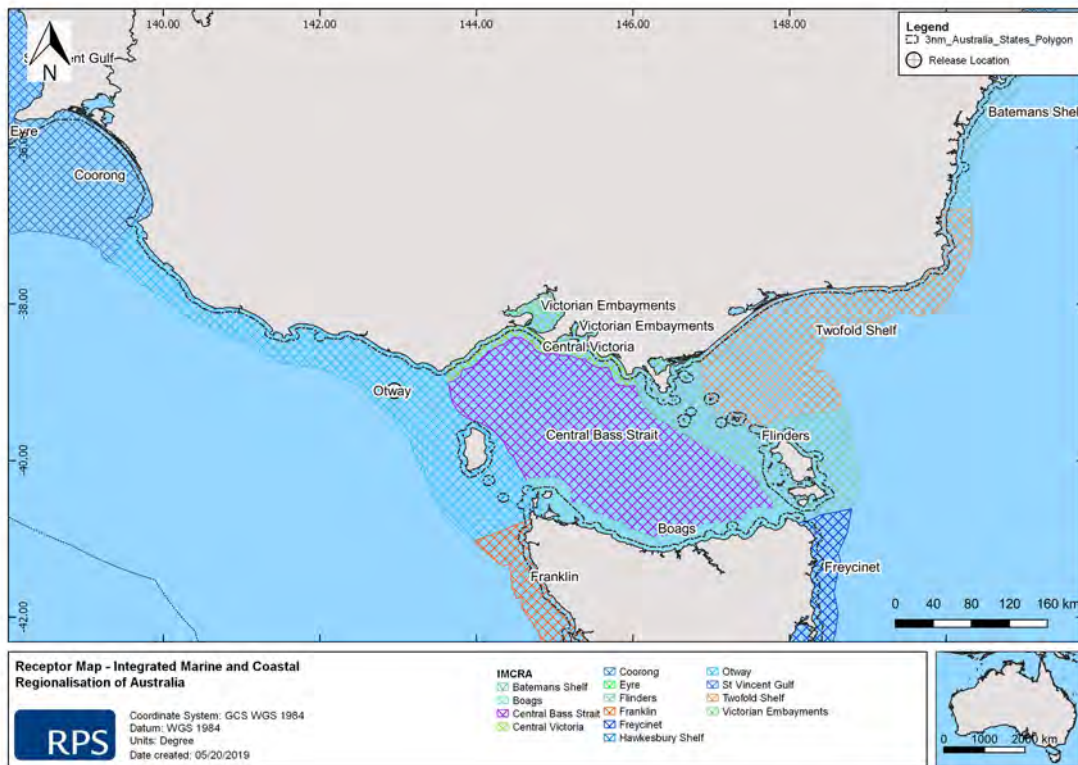 140.00
142.00
144.00
146.00
148.00
N
Legend
3nm_Australia_States_Polygon
Release Location
ent Gulf
Eyre
-36.00
Coorong
Batemans Shel
-38.00
Victorian Embayments
Victorian Embayments
Central Victoria
Twofold Shelf
Otway
-40.00
Central Bass Strait
Flinders
Boags
Franklin
Freycinet
-42.00
0 40 80 120 160 km
Receptor Map - Integrated Marine and Coastal
Regionalisation of Australia
RPS
Coordinate System: GCS WGS 1984
Datum: WGS 1984
Units: Degree
Date created: 05/20/2019
IMCRA
Batemans Shelf
Boags
Central Bass Strait
Central Victoria
Coorong
Eyre
Flinders
Franklin
Freycinet
Hawkesbury Shelf
Otway
St Vincent Gulf
Twofold Shelf
Victorian Embayments
0 1000 2000 km